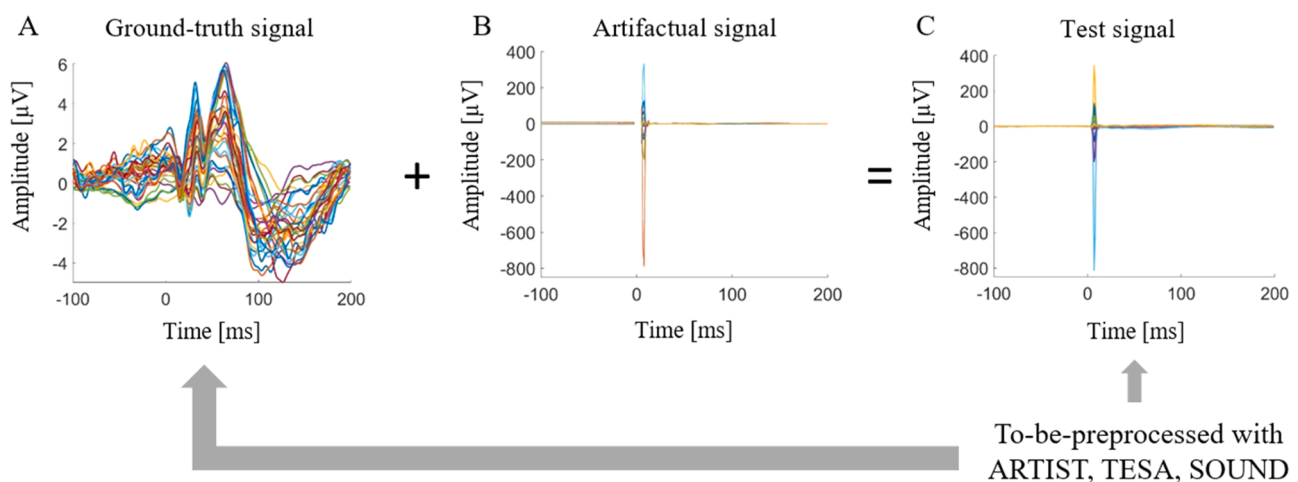 A
Ground-truth signal
Amplitude [µV]
6
4
2
0
-2
-4
-100
0
100
200
Time [ms]
+
B
Artifactual signal
Amplitude [µV]
400
200
0
-200
-400
-600
-800
-100
0
100
200
Time [ms]
=
C
Test signal
Amplitude [µV]
400
200
0
-200
-400
-600
-800
-100
0
100
200
Time [ms]
To-be-preprocessed with
ARTIST, TESA, SOUND